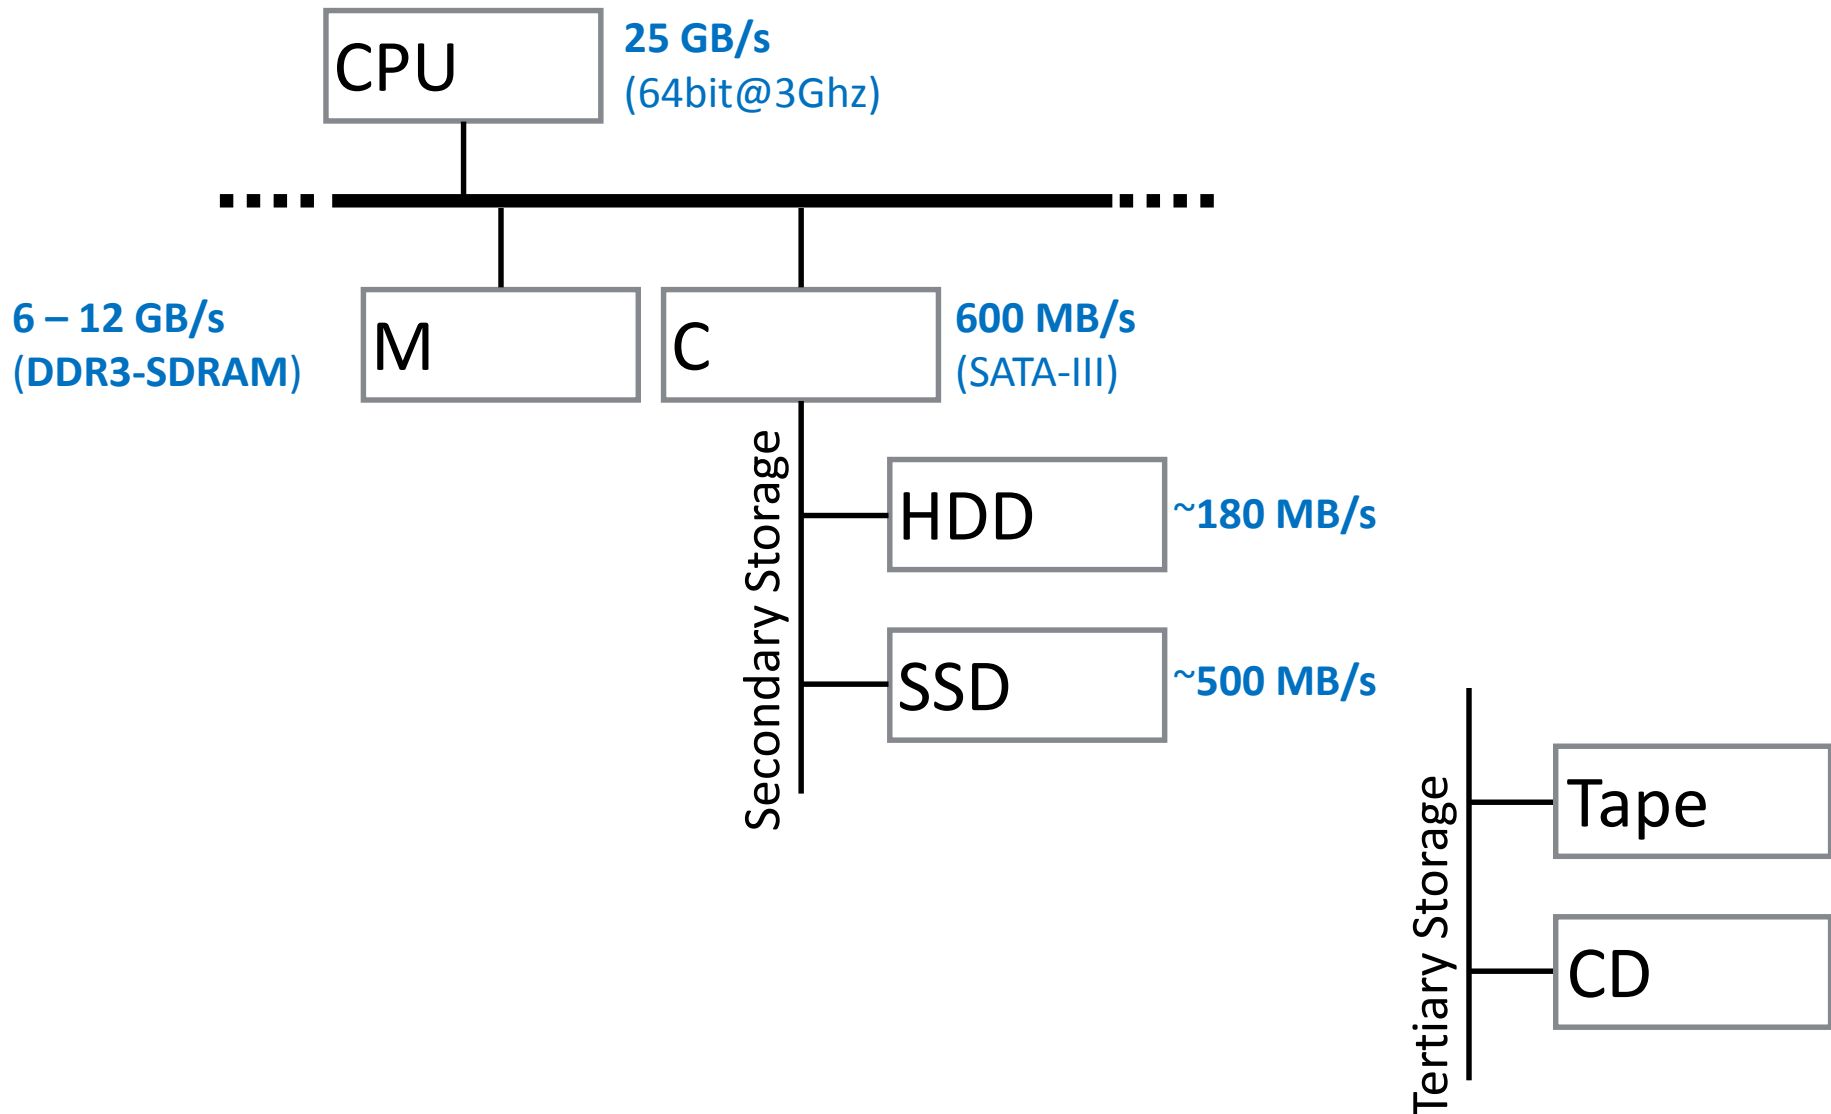 CPU
25 GB/s
(64bit@3Ghz)
6 – 12 GB/s
(DDR3-SDRAM)
M
C
600 MB/s
(SATA-III)
Secondary Storage
HDD
~180 MB/s
SSD
~500 MB/s
Tertiary Storage
Tape
CD